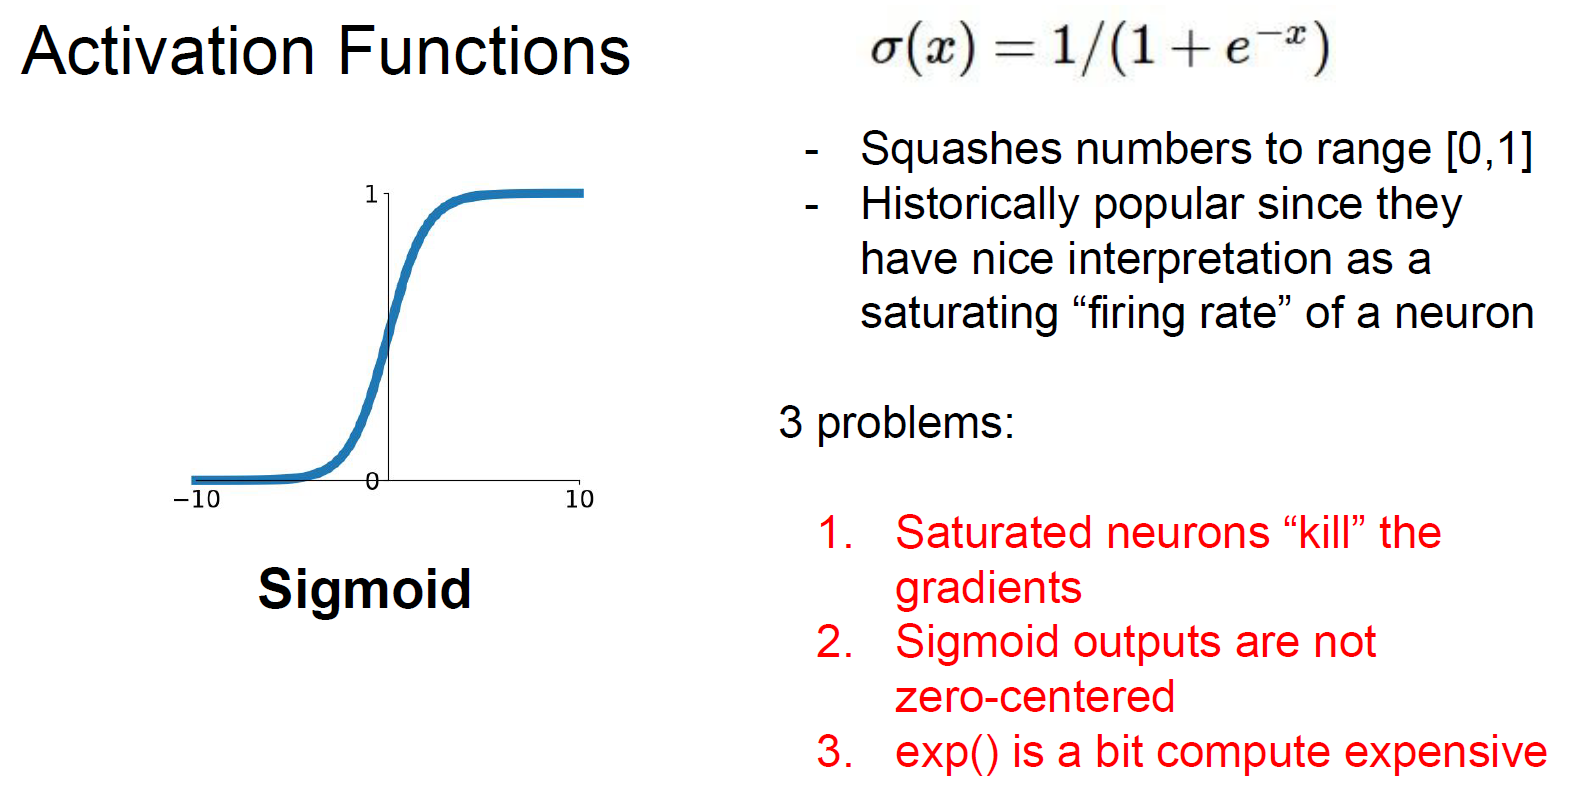 Activation Functions
σ(x) = 1/(1 + e⁻ˣ)
- Squashes numbers to range [0,1]
- Historically popular since they
have nice interpretation as a
saturating “firing rate” of a neuron
1
0
−10
10
Sigmoid
3 problems:
1. Saturated neurons “kill” the
gradients
2. Sigmoid outputs are not
zero-centered
3. exp() is a bit compute expensive